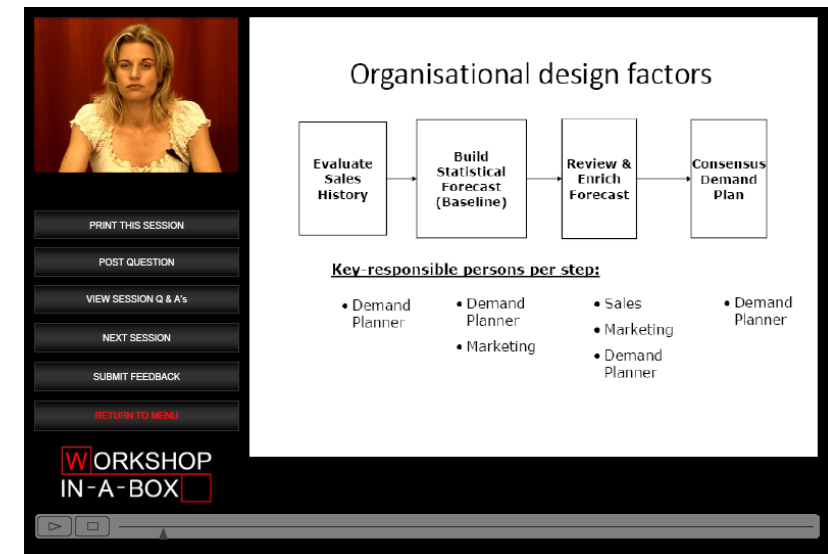 Organisational design factors
Evaluate
Sales
History
Build
Statistical
Forecast
(Baseline)
Review &
Enrich
Forecast
Consensus
Demand
Plan
Key-responsible persons per step:
• Demand
Planner
• Demand
Planner
• Marketing
• Sales
• Marketing
• Demand
Planner
• Demand
Planner
PRINT THIS SESSION
POST QUESTION
VIEW SESSION Q & A's
NEXT SESSION
SUBMIT FEEDBACK
RETURN TO MENU
WORKSHOP
IN-A-BOX